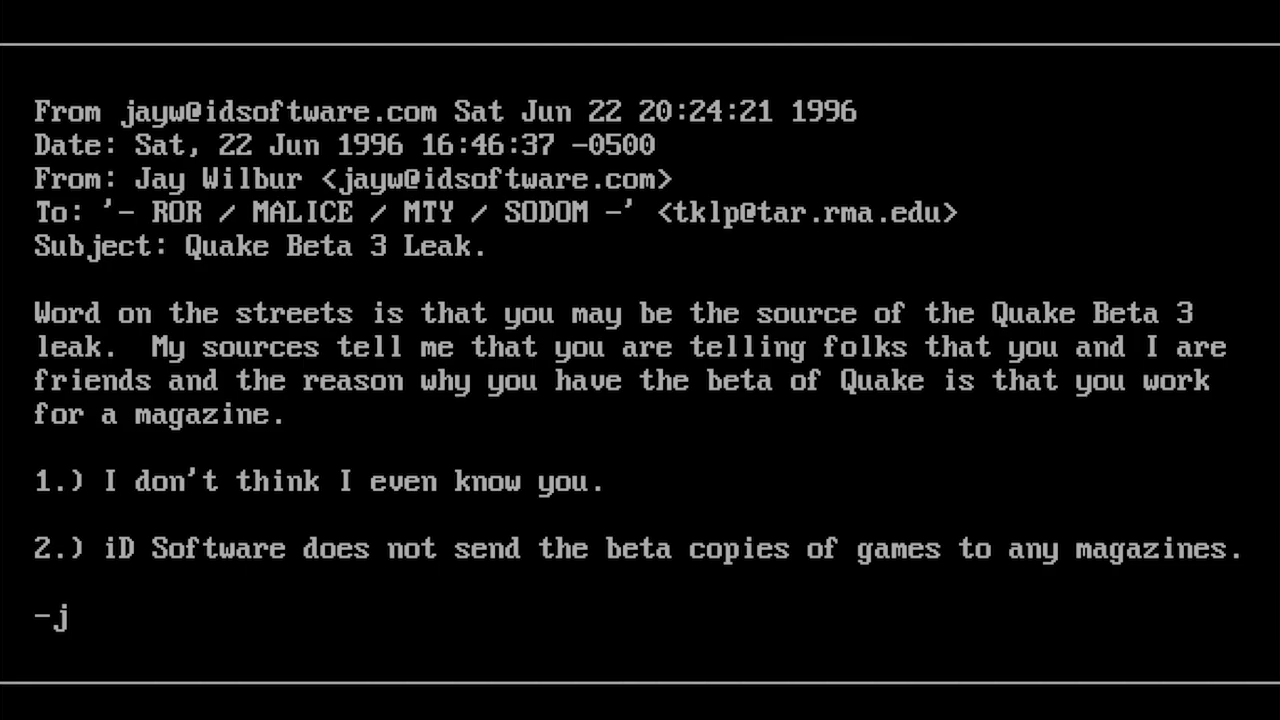 From jayw@idsoftware.com Sat Jun 22 20:24:21 1996
Date: Sat, 22 Jun 1996 16:46:37 -0500
From: Jay Wilbur <jayw@idsoftware.com>
To: '- ROR / MALICE / MTY / SODOM -' <tklp@tar.rma.edu>
Subject: Quake Beta 3 Leak.
Word on the streets is that you may be the source of the Quake Beta 3
leak.  My sources tell me that you are telling folks that you and I are
friends and the reason why you have the beta of Quake is that you work
for a magazine.
1.) I don't think I even know you.
2.) iD Software does not send the beta copies of games to any magazines.
-j